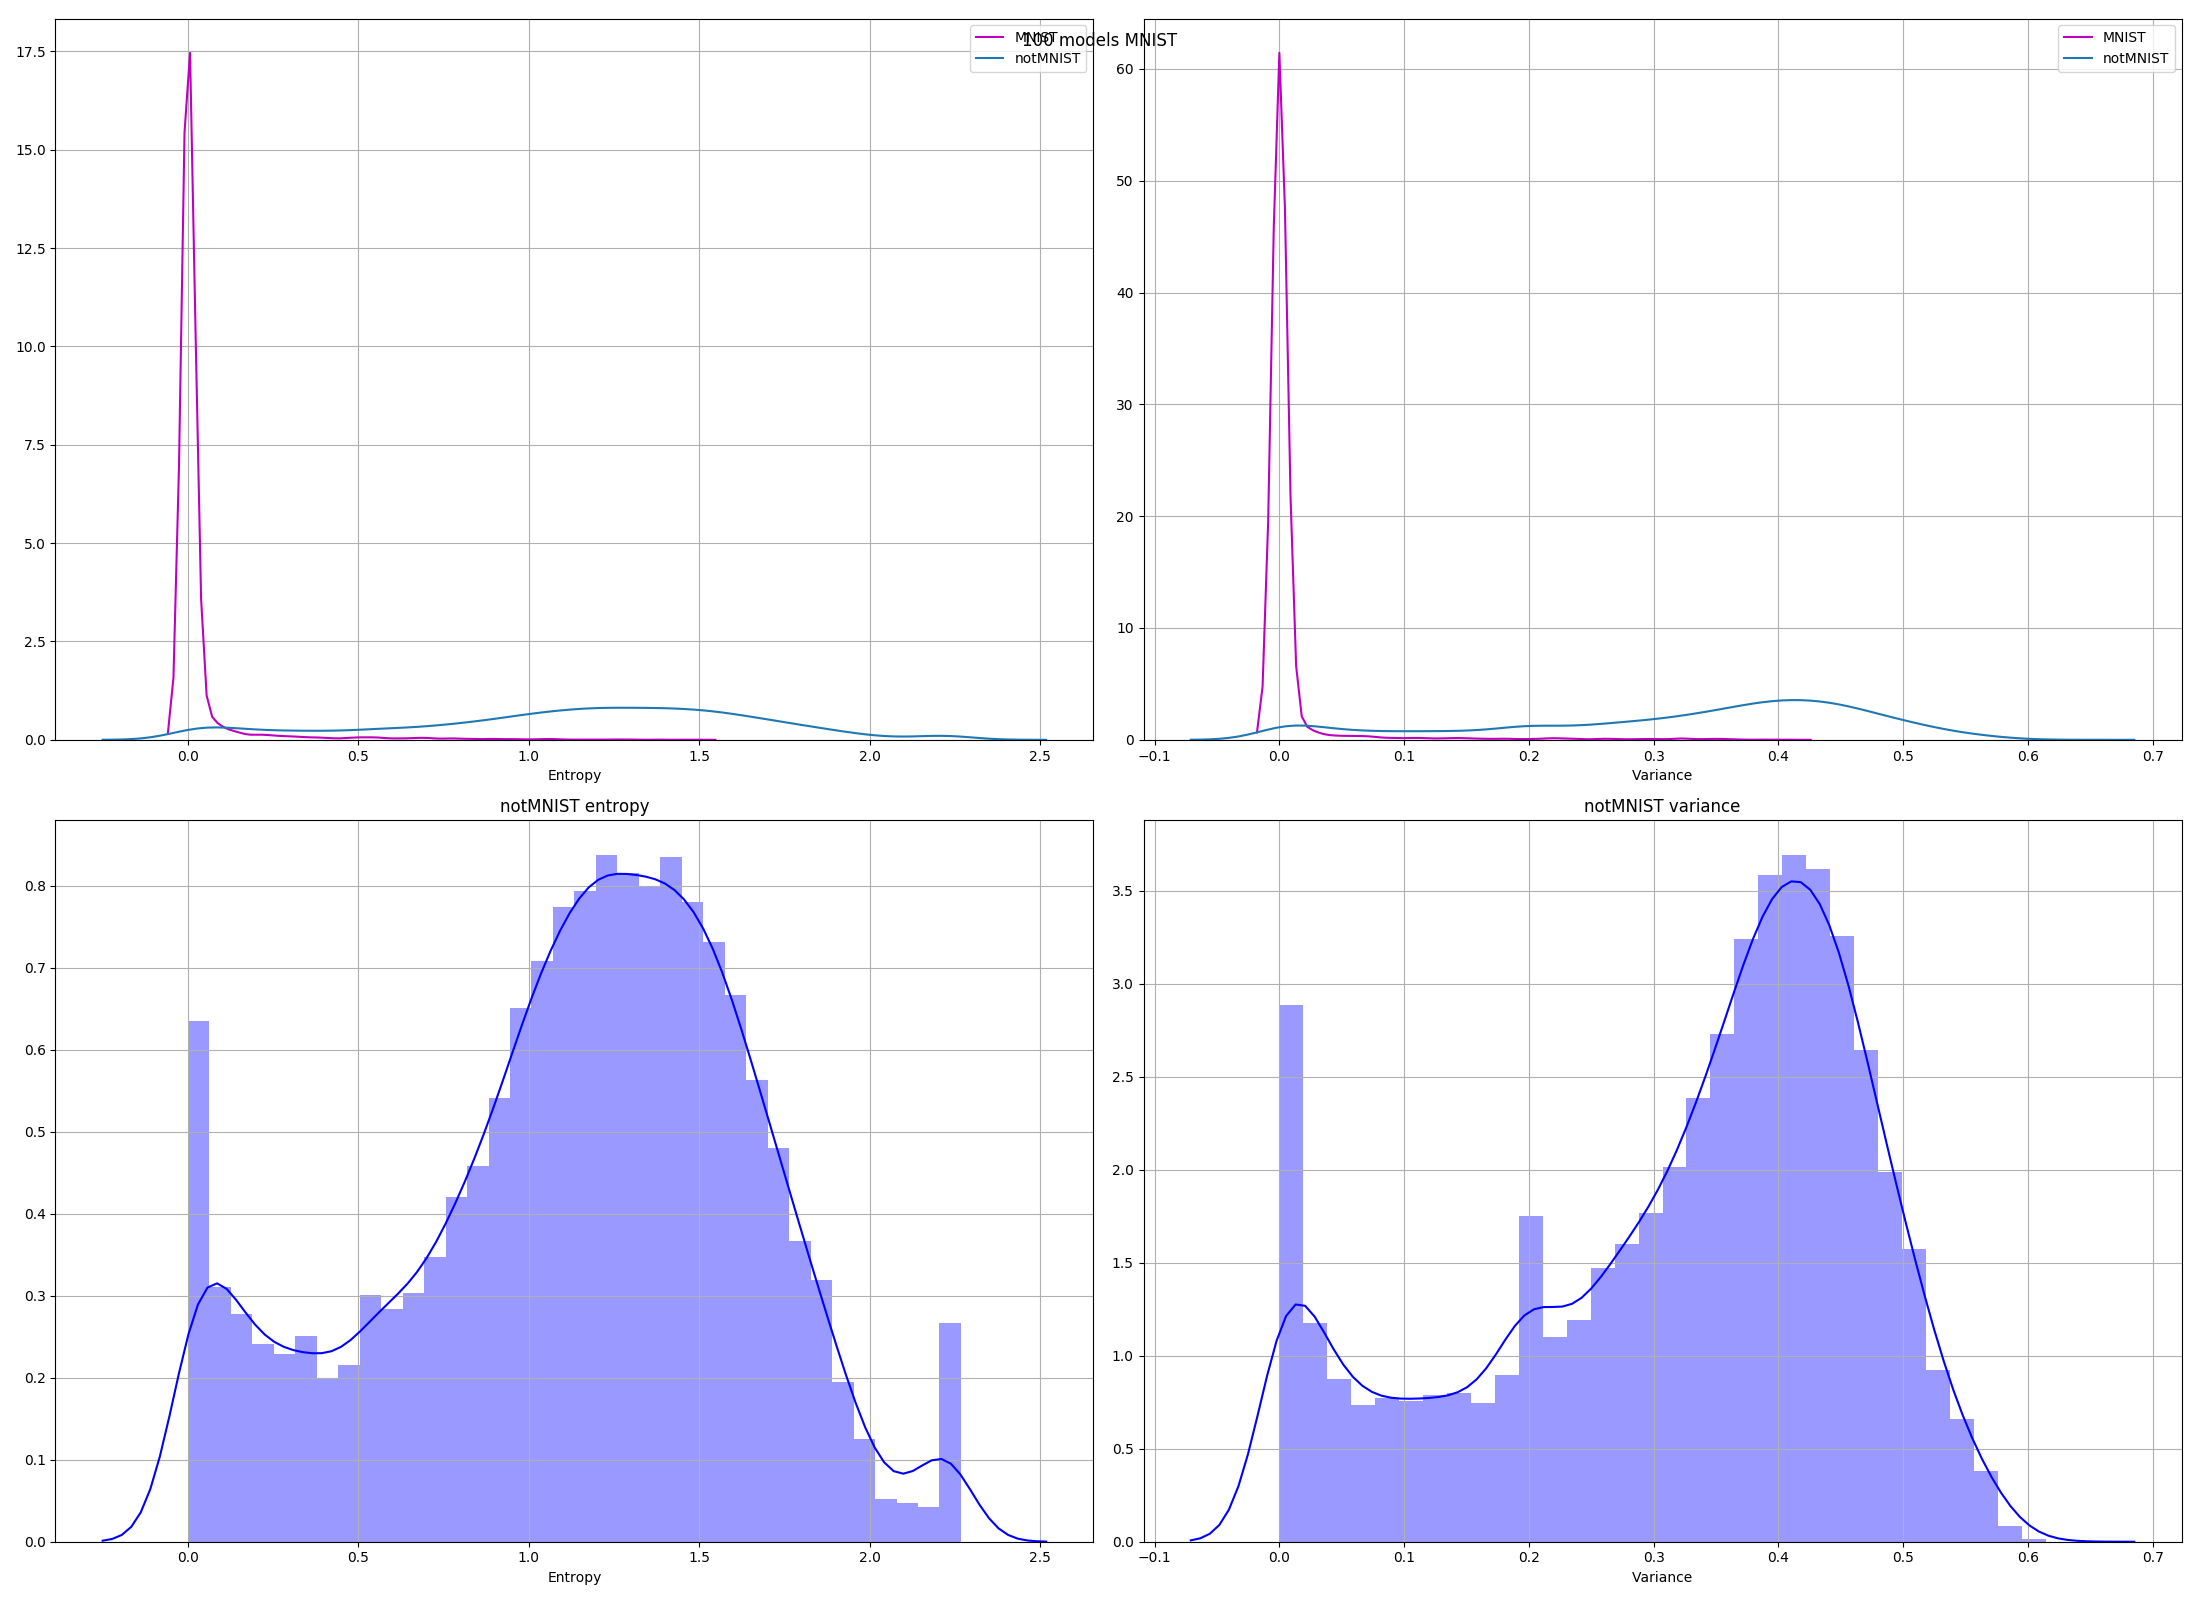 100 models MNIST
MNIST
notMNIST
17.5
15.0
12.5
10.0
7.5
5.0
2.5
0.0
0.0 0.5 1.0 1.5 2.0 2.5
Entropy
MNIST
notMNIST
60
50
40
30
20
10
0
−0.1 0.0 0.1 0.2 0.3 0.4 0.5 0.6 0.7
Variance
notMNIST entropy
0.8
0.7
0.6
0.5
0.4
0.3
0.2
0.1
0.0
0.0 0.5 1.0 1.5 2.0 2.5
Entropy
notMNIST variance
3.5
3.0
2.5
2.0
1.5
1.0
0.5
0.0
−0.1 0.0 0.1 0.2 0.3 0.4 0.5 0.6 0.7
Variance